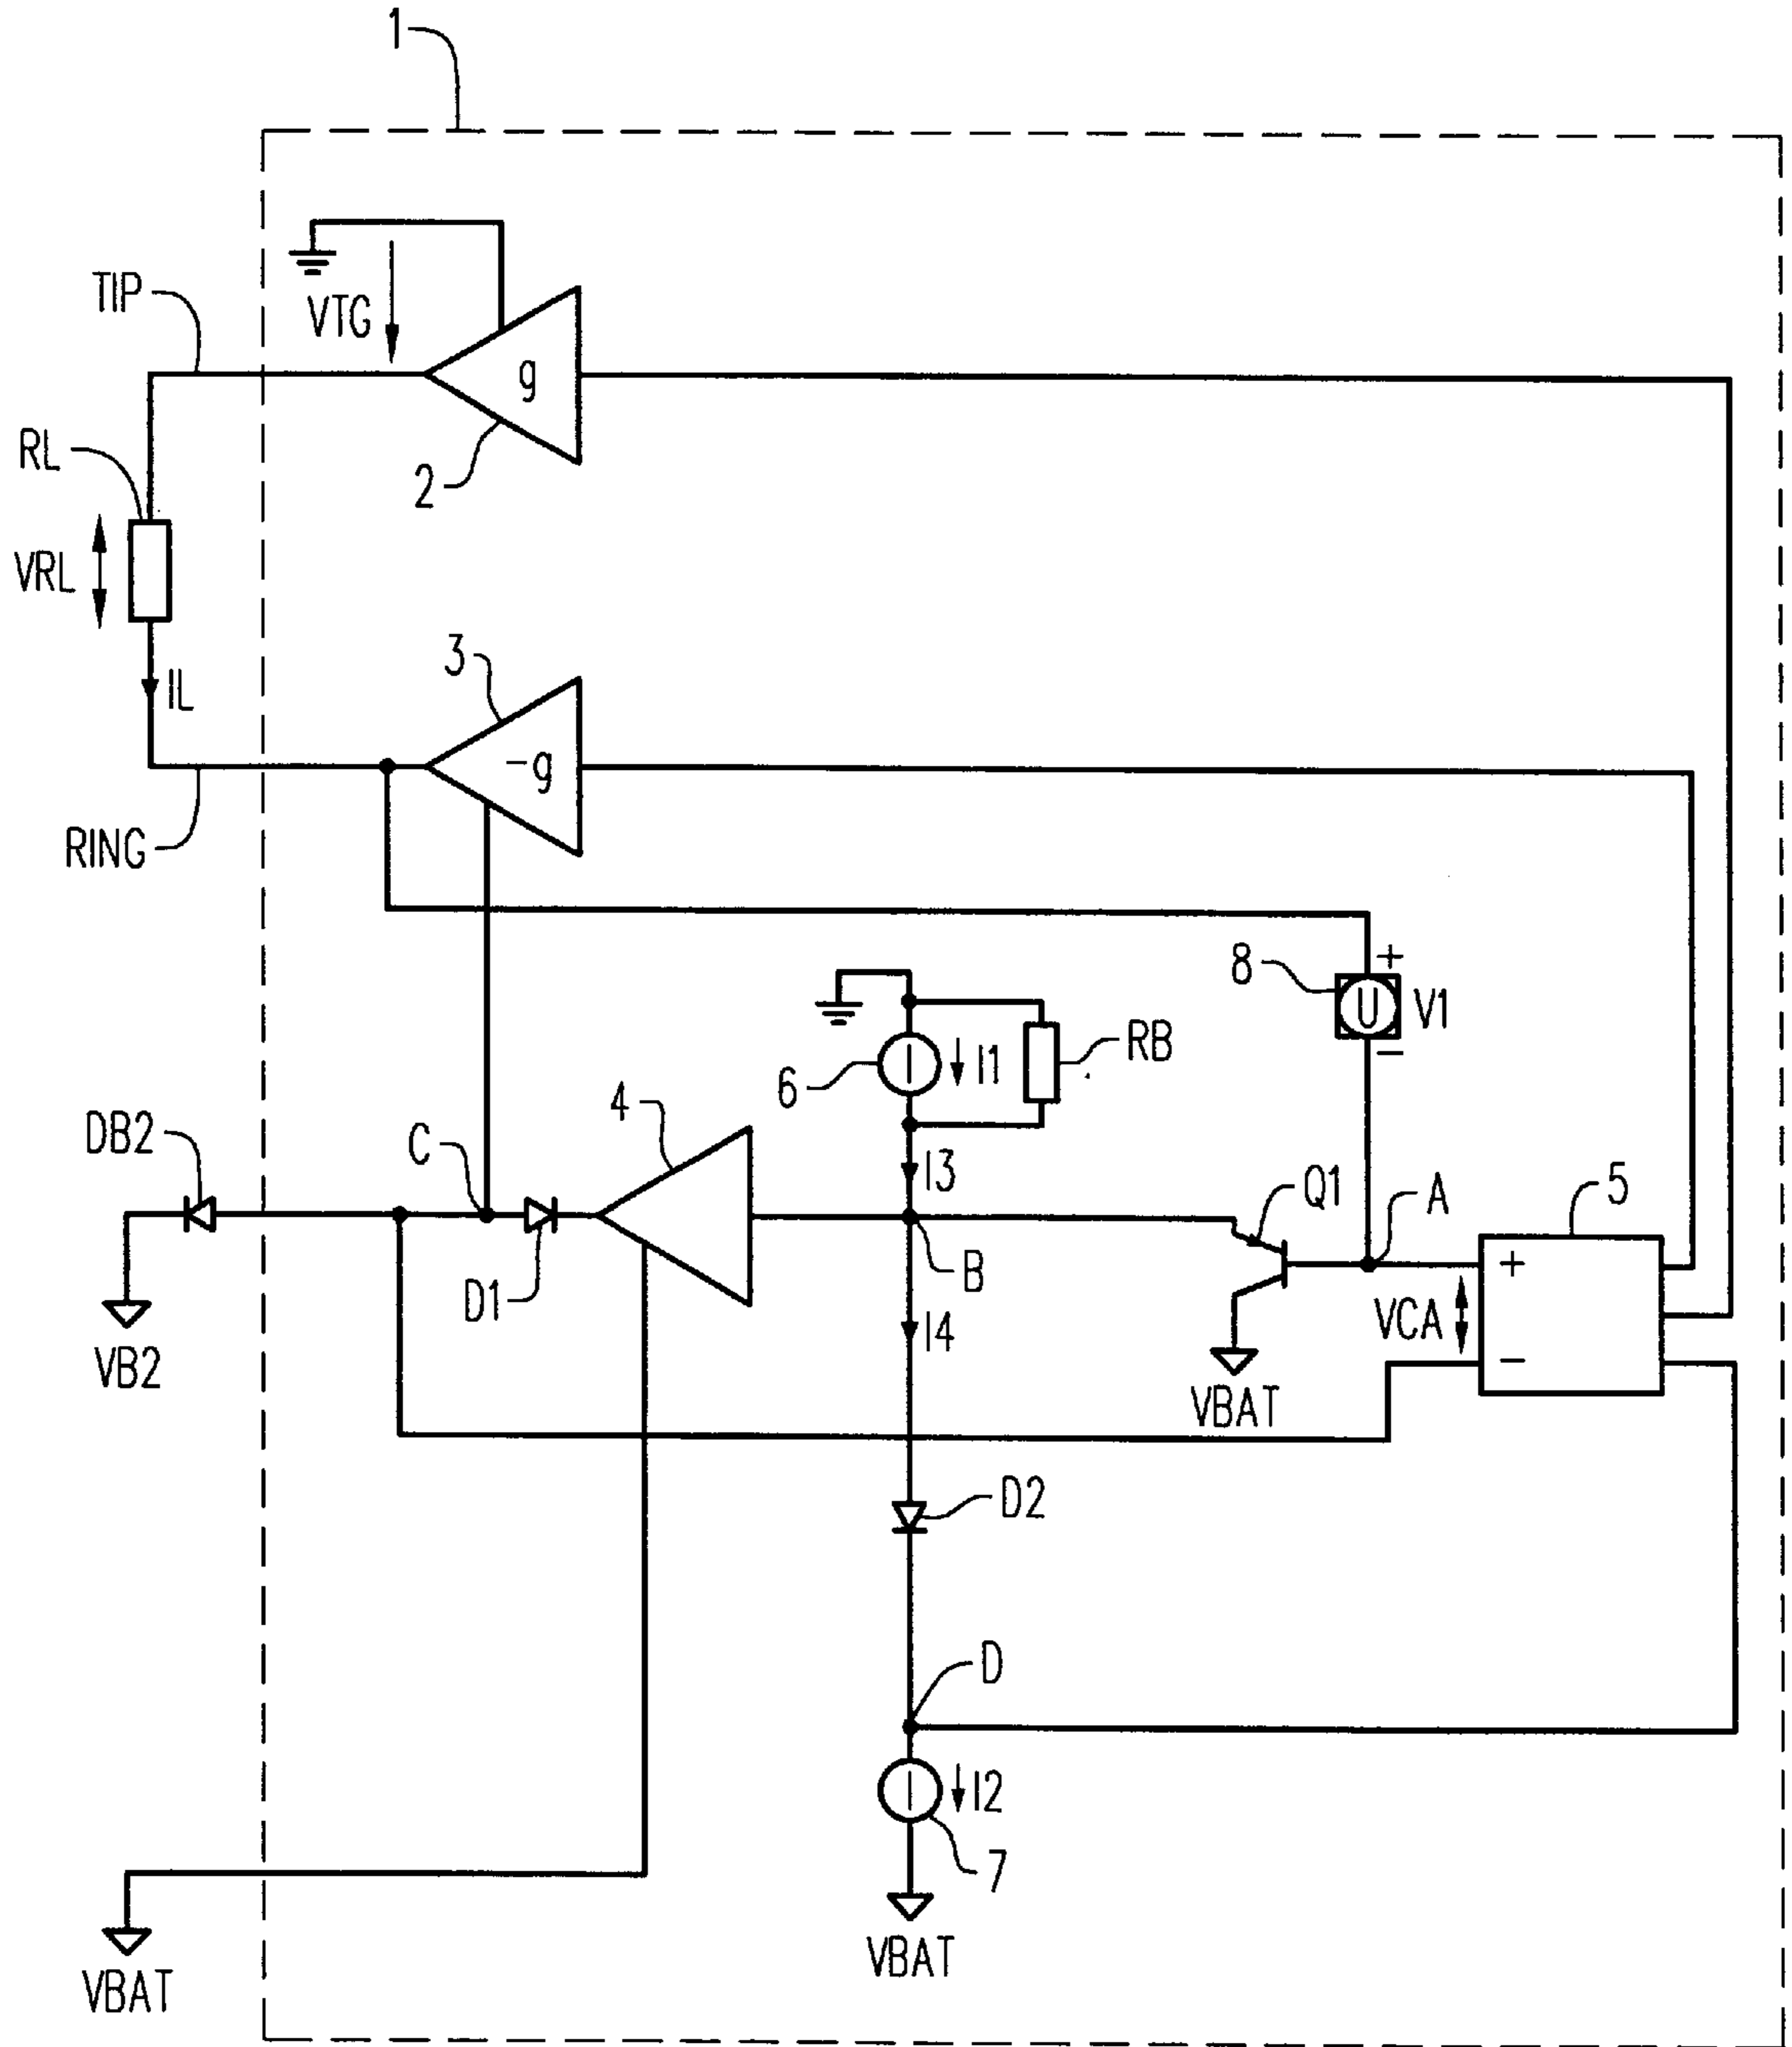 1
TIP
VTG
g
RL
2
VRL
3
IL
-g
RING
8
+
U
V1
-
6
I
I1
RB
DB2
C
4
I3
Q1
A
5
D1
B
+
VCA
-
I4
VB2
VBAT
D2
D
I
I2
7
VBAT
VBAT